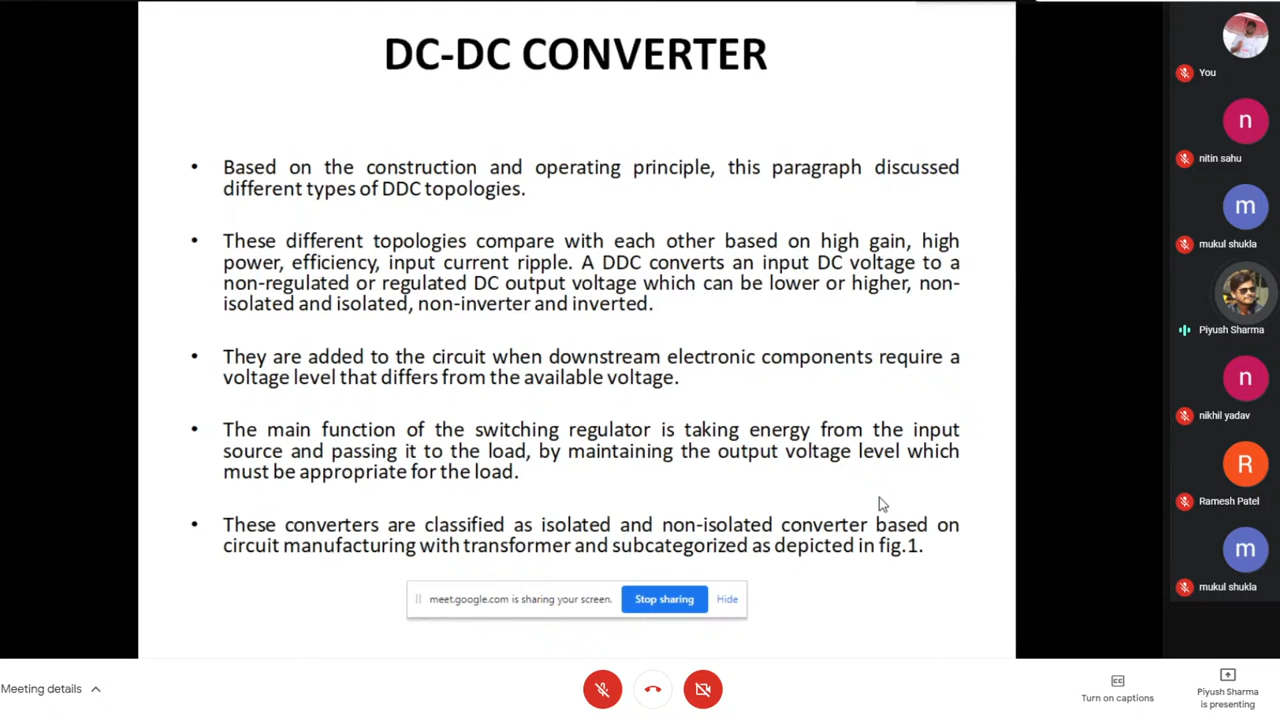 DC-DC CONVERTER
• Based on the construction and operating principle, this paragraph discussed
different types of DDC topologies.
• These different topologies compare with each other based on high gain, high
power, efficiency, input current ripple. A DDC converts an input DC voltage to a
non-regulated or regulated DC output voltage which can be lower or higher, non-
isolated and isolated, non-inverter and inverted.
• They are added to the circuit when downstream electronic components require a
voltage level that differs from the available voltage.
• The main function of the switching regulator is taking energy from the input
source and passing it to the load, by maintaining the output voltage level which
must be appropriate for the load.
• These converters are classified as isolated and non-isolated converter based on
circuit manufacturing with transformer and subcategorized as depicted in fig.1.
meet.google.com is sharing your screen.
Stop sharing
Hide
You
n
nitin sahu
m
mukul shukla
Piyush Sharma
n
nikhil yadav
R
Ramesh Patel
m
mukul shukla
Meeting details
CC
Turn on captions
Piyush Sharma
is presenting